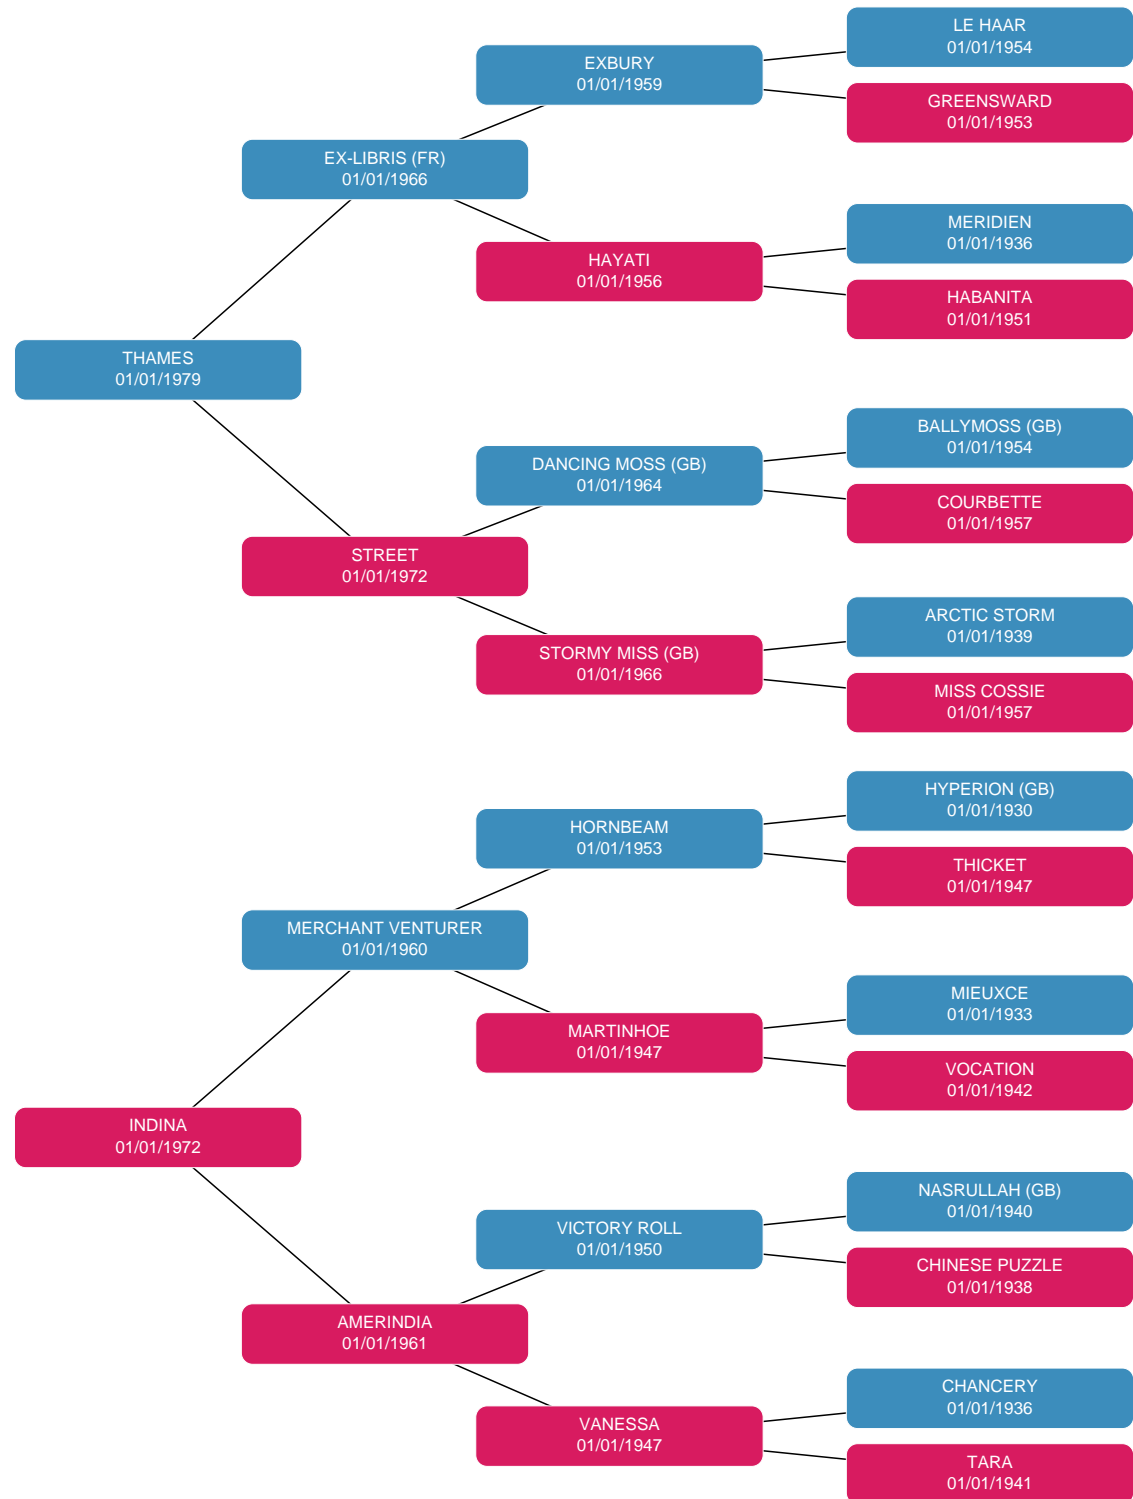 LE HAAR
01/01/1954
EXBURY
01/01/1959
GREENSWARD
01/01/1953
EX-LIBRIS (FR)
01/01/1966
MERIDIEN
01/01/1936
HAYATI
01/01/1956
HABANITA
01/01/1951
THAMES
01/01/1979
BALLYMOSS (GB)
01/01/1954
DANCING MOSS (GB)
01/01/1964
COURBETTE
01/01/1957
STREET
01/01/1972
ARCTIC STORM
01/01/1939
STORMY MISS (GB)
01/01/1966
MISS COSSIE
01/01/1957
HYPERION (GB)
01/01/1930
HORNBEAM
01/01/1953
THICKET
01/01/1947
MERCHANT VENTURER
01/01/1960
MIEUXCE
01/01/1933
MARTINHOE
01/01/1947
VOCATION
01/01/1942
INDINA
01/01/1972
NASRULLAH (GB)
01/01/1940
VICTORY ROLL
01/01/1950
CHINESE PUZZLE
01/01/1938
AMERINDIA
01/01/1961
CHANCERY
01/01/1936
VANESSA
01/01/1947
TARA
01/01/1941